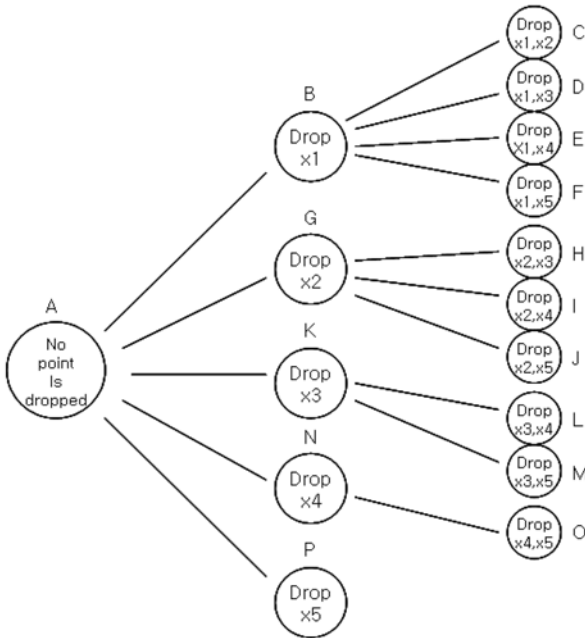 A
No
point
Is
dropped
B
Drop
x1
G
Drop
x2
K
Drop
x3
N
Drop
x4
P
Drop
x5
Drop
x1,x2
C
Drop
x1,x3
D
Drop
X1,x4
E
Drop
x1,x5
F
Drop
x2,x3
H
Drop
x2,x4
I
Drop
x2,x5
J
Drop
x3,x4
L
Drop
x3,x5
M
Drop
x4,x5
O